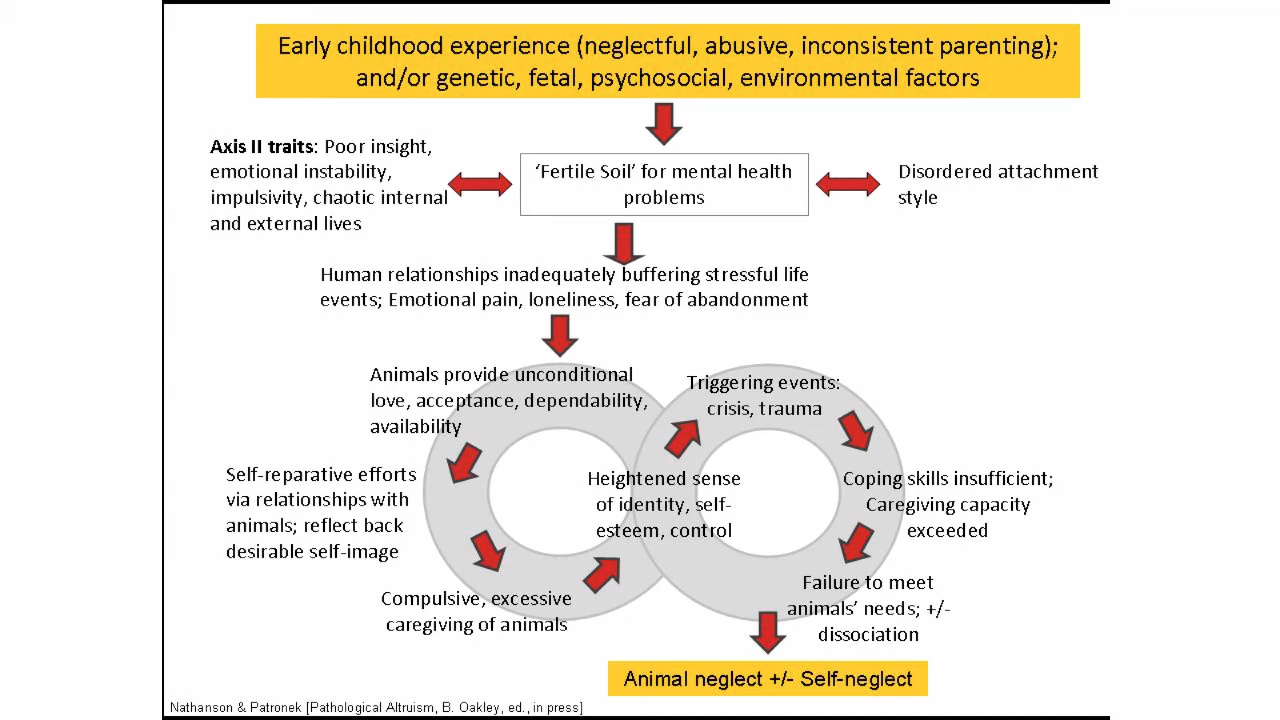 Early childhood experience (neglectful, abusive, inconsistent parenting);
and/or genetic, fetal, psychosocial, environmental factors
Axis II traits: Poor insight,
emotional instability,
impulsivity, chaotic internal
and external lives
‘Fertile Soil’ for mental health
problems
Disordered attachment
style
Human relationships inadequately buffering stressful life
events; Emotional pain, loneliness, fear of abandonment
Animals provide unconditional
love, acceptance, dependability,
availability
Self-reparative efforts
via relationships with
animals; reflect back
desirable self-image
Compulsive, excessive
caregiving of animals
Heightened sense
of identity, self-
esteem, control
Triggering events:
crisis, trauma
Coping skills insufficient;
Caregiving capacity
exceeded
Failure to meet
animals’ needs; +/-
dissociation
Animal neglect +/- Self-neglect
Nathanson & Patronek [Pathological Altruism, B. Oakley, ed., in press]